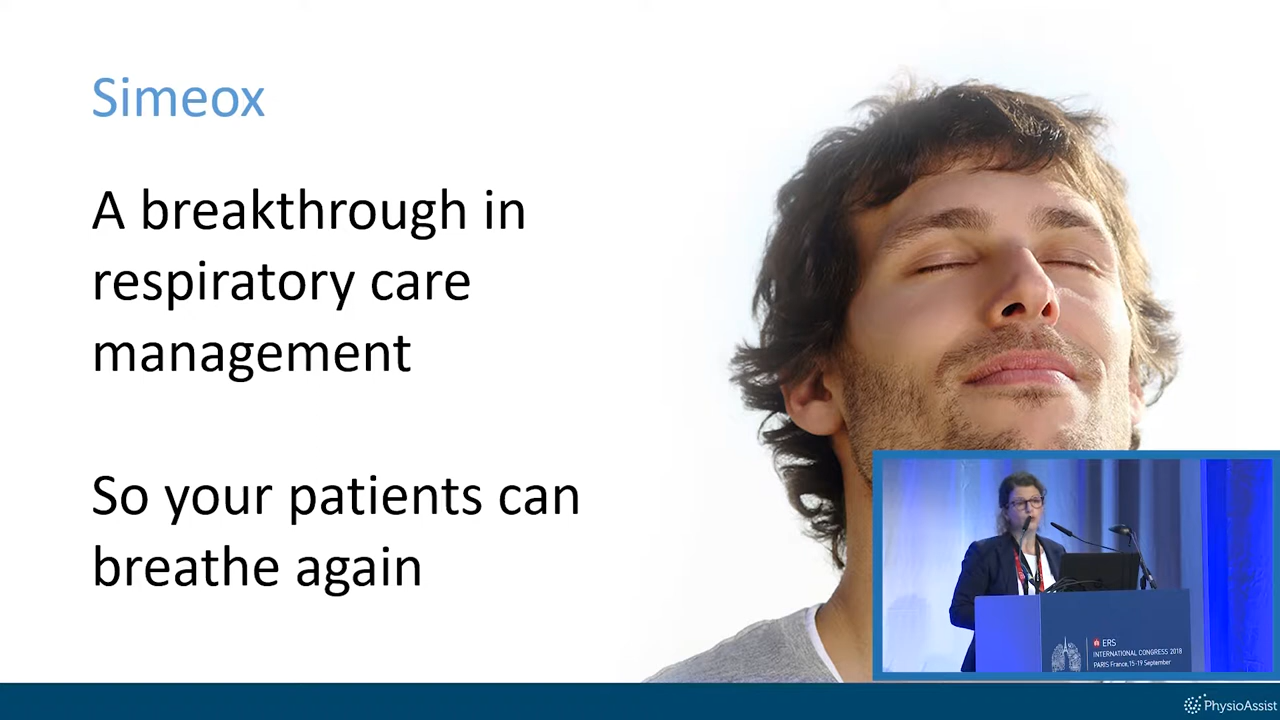 Simeox
A breakthrough in
respiratory care
management
So your patients can
breathe again
ERS
INTERNATIONAL CONGRESS 2018
PARIS France, 15-19 September
PhysioAssist